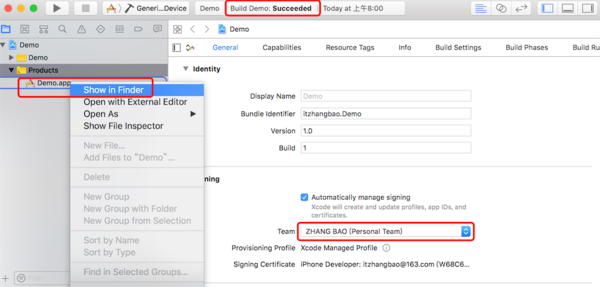 Generi...Device
Demo
Build Demo: Succeeded
Today at 上午8:00
Demo
Demo
Products
Demo.app
Demo
General
Capabilities
Resource Tags
Build Settings
Build Phases
Build Ru
Show in Finder
Open with External Editor
Open As
Show File Inspector
New File...
Add Files to “Demo”...
Delete
New Group
New Group with Folder
New Group from Selection
Sort by Name
Sort by Type
Find in Selected Groups...
Identity
Display Name
Demo
Bundle Identifier
itzhangbao.Demo
Version
1.0
Build
1
ning
Automatically manage signing
Xcode will create and update profiles, app IDs, and
certificates.
Team
ZHANG BAO (Personal Team)
Provisioning Profile
Xcode Managed Profile
Signing Certificate
iPhone Developer: itzhangbao@163.com (W68C6...